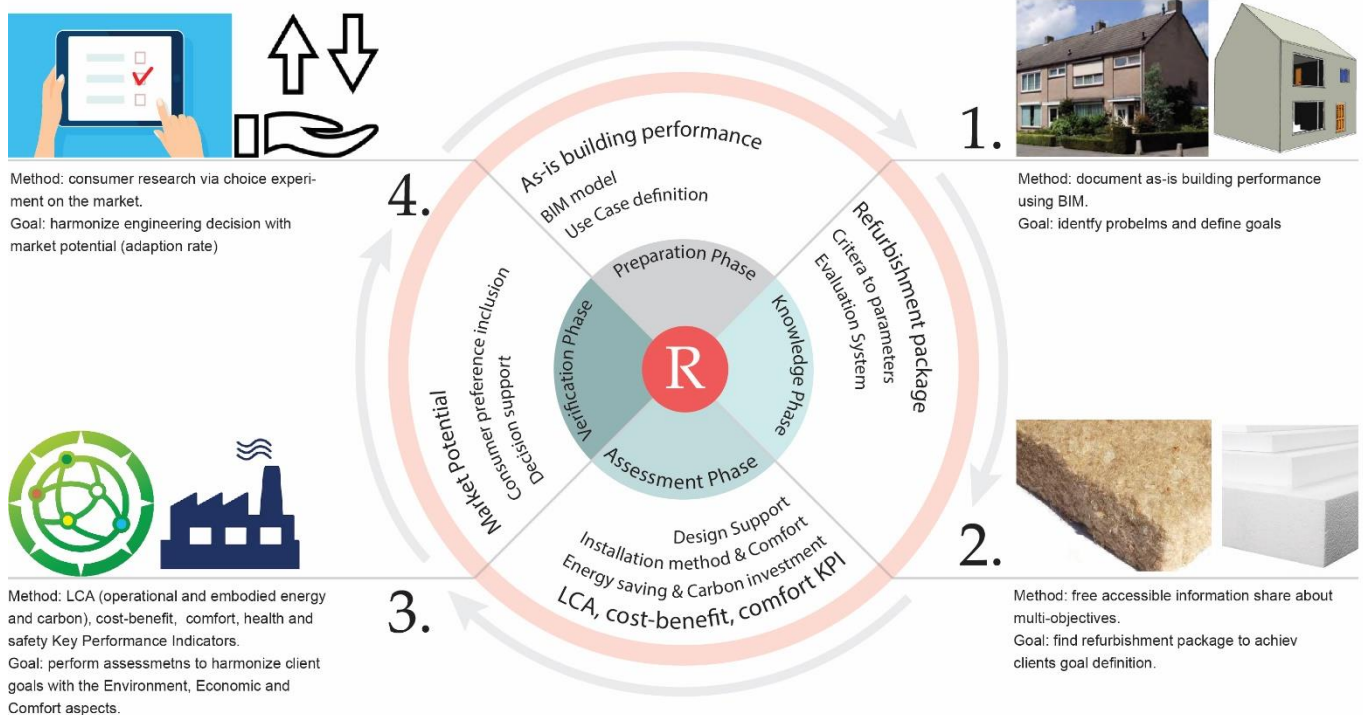 1.
Method: document as-is building performance
using BIM.
Goal: identfy probelms and define goals
2.
Method: free accessible information share about
multi-objectives.
Goal: find refurbishment package to achiev
clients goal definition.
3.
Method: LCA (operational and embodied energy
and carbon), cost-benefit, comfort, health and
safety Key Performance Indicators.
Goal: perform assessmetns to harmonize client
goals with the Environment, Economic and
Comfort aspects.
4.
Method: consumer research via choice experi-
ment on the market.
Goal: harmonize engineering decision with
market potential (adaption rate)
As-is building performance
BIM model
Use Case definition
Preparation Phase
Refurbishment package
Critera to parameters
Evaluation System
Knowledge Phase
Assessment Phase
Design Support
Installation method & Comfort
Energy saving & Carbon investment
LCA, cost-benefit, comfort KPI
Market Potential
Consumer preference inclusion
Decision support
Verification Phase
R